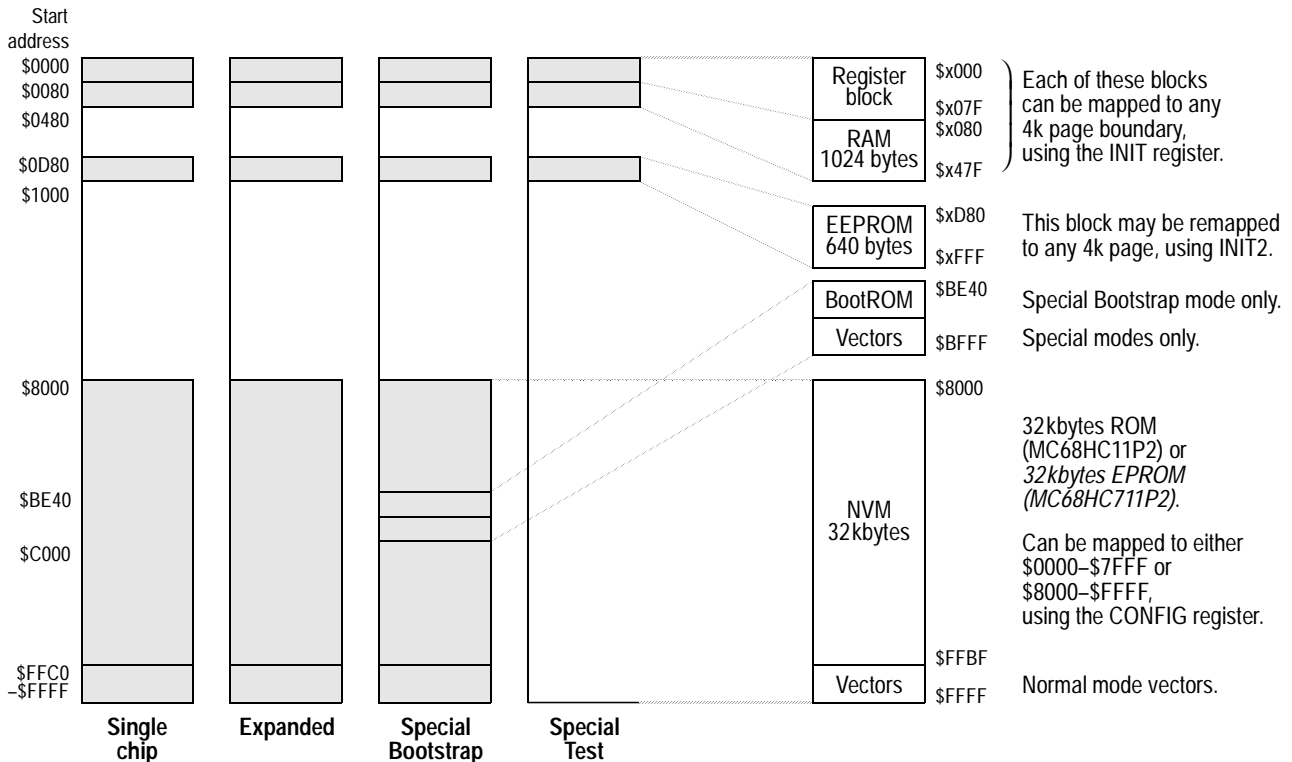 Start
address
$0000
$0080
$0480
$0D80
$1000
$8000
$BE40
$C000
$FFC0
–$FFFF
Single
chip
Expanded
Special
Bootstrap
Special
Test
Register
block
RAM
1024 bytes
EEPROM
640 bytes
BootROM
Vectors
NVM
32kbytes
Vectors
$x000
$x07F
$x080
$x47F
$xD80
$xFFF
$BE40
$BFFF
$8000
$FFBF
$FFFF
Each of these blocks
can be mapped to any
4k page boundary,
using the INIT register.
This block may be remapped
to any 4k page, using INIT2.
Special Bootstrap mode only.
Special modes only.
32kbytes ROM
(MC68HC11P2) or
32kbytes EPROM
(MC68HC711P2).
Can be mapped to either
$0000–$7FFF or
$8000–$FFFF,
using the CONFIG register.
Normal mode vectors.